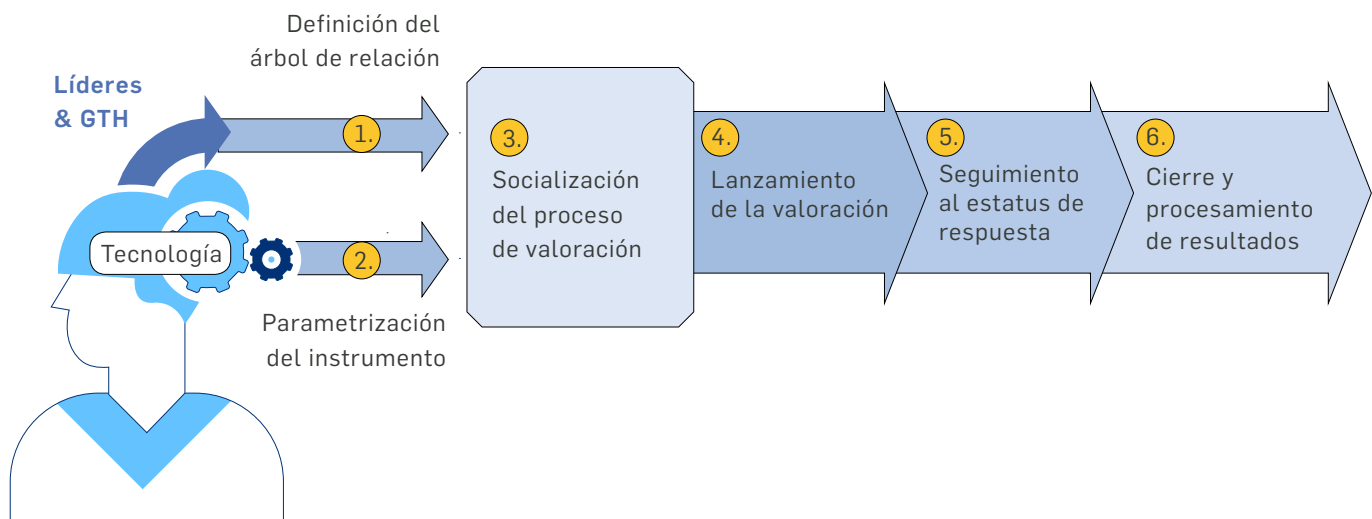 Definición del
árbol de relación
Líderes
& GTH
1.
Tecnología
2.
Parametrización
del instrumento
3.
Socialización
del proceso
de valoración
4.
Lanzamiento
de la valoración
5.
Seguimiento
al estatus de
respuesta
6.
Cierre y
procesamiento
de resultados